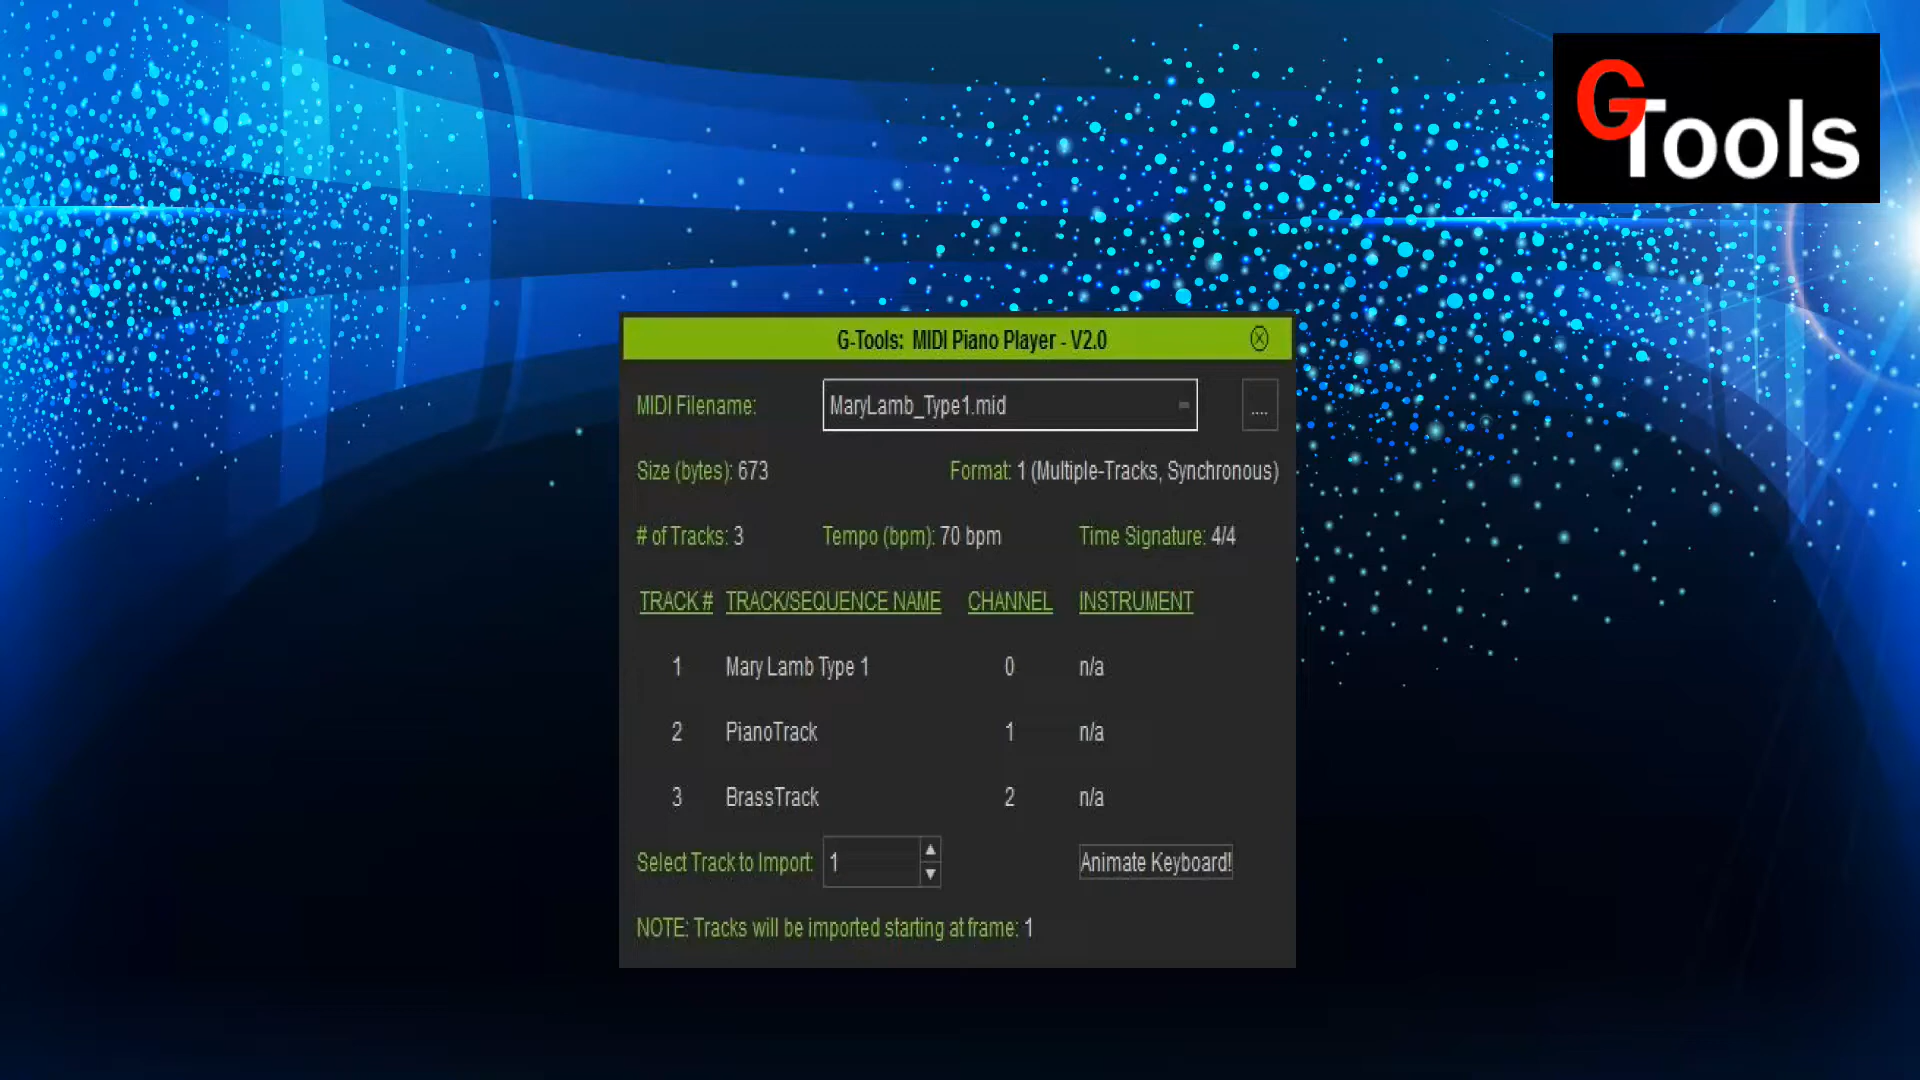 GTools
G-Tools: MIDI Piano Player - V2.0
MIDI Filename: MaryLamb_Type1.mid ....
Size (bytes): 673 Format: 1 (Multiple-Tracks, Synchronous)
# of Tracks: 3 Tempo (bpm): 70 bpm Time Signature: 4/4
TRACK # TRACK/SEQUENCE NAME CHANNEL INSTRUMENT
1 Mary Lamb Type 1 0 n/a
2 PianoTrack 1 n/a
3 BrassTrack 2 n/a
Select Track to Import: 1 Animate Keyboard!
NOTE: Tracks will be imported starting at frame: 1